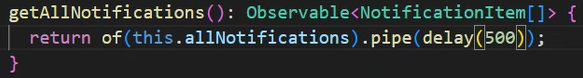 getAllNotifications(): Observable<NotificationItem[]> {
return of(this.allNotifications).pipe(delay(500));
}